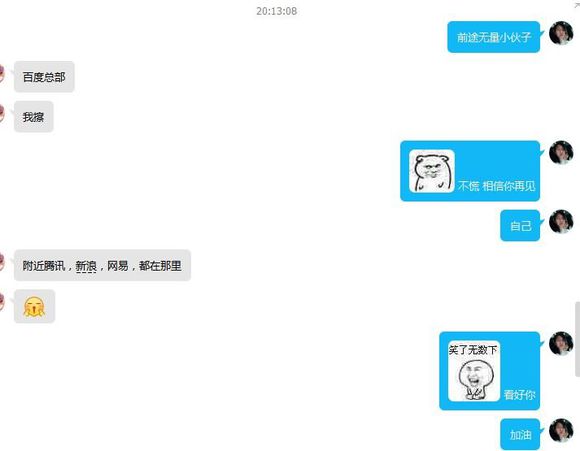 20:13:08
前途无量小伙子
百度总部
我擦
不慌 相信你再见
自己
附近腾讯，新浪，网易，都在那里
笑了无数下
看好你
加油